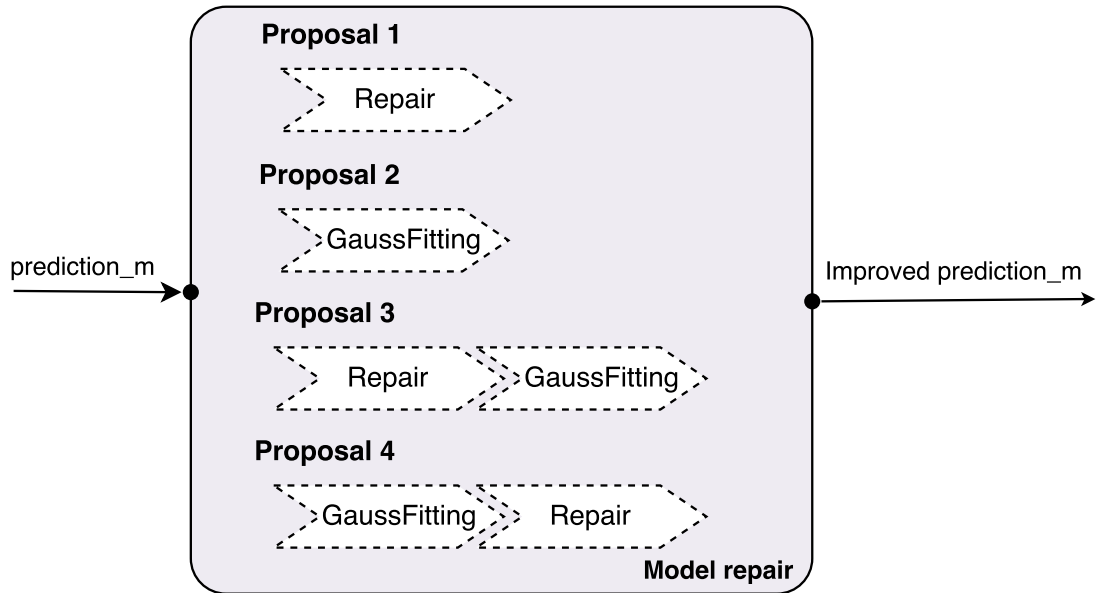 Proposal 1
Repair
Proposal 2
GaussFitting
prediction_m
Improved prediction_m
Proposal 3
Repair GaussFitting
Proposal 4
GaussFitting Repair
Model repair